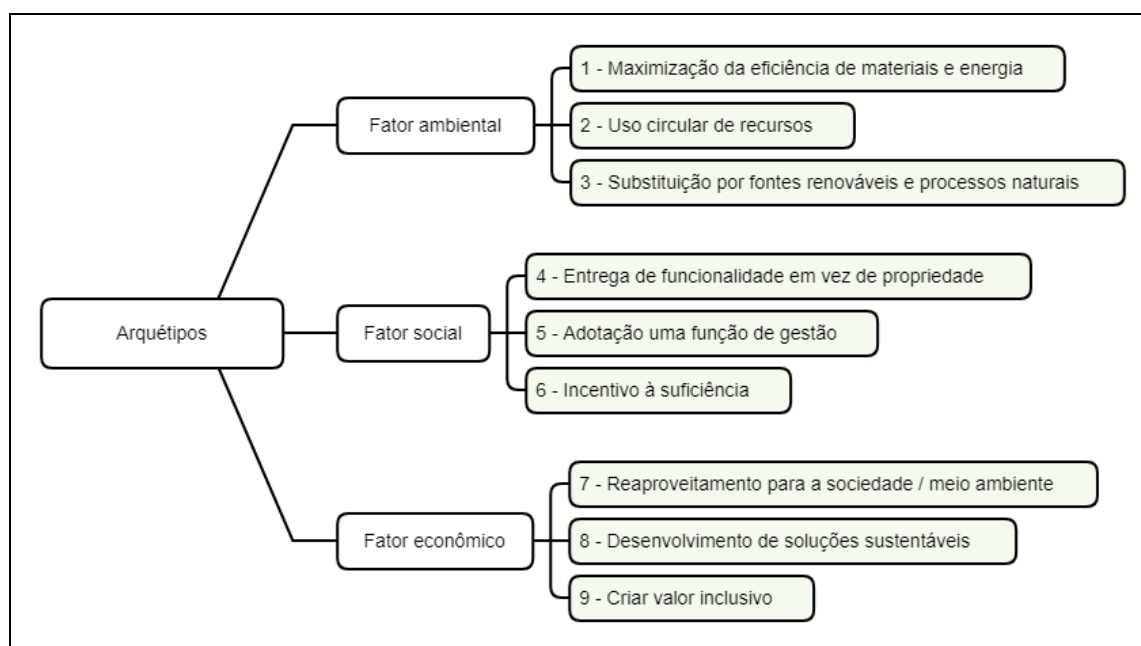 Arquétipos
Fator ambiental
1 - Maximização da eficiência de materiais e energia
2 - Uso circular de recursos
3 - Substituição por fontes renováveis e processos naturais
Fator social
4 - Entrega de funcionalidade em vez de propriedade
5 - Adotação uma função de gestão
6 - Incentivo à suficiência
Fator econômico
7 - Reaproveitamento para a sociedade / meio ambiente
8 - Desenvolvimento de soluções sustentáveis
9 - Criar valor inclusivo